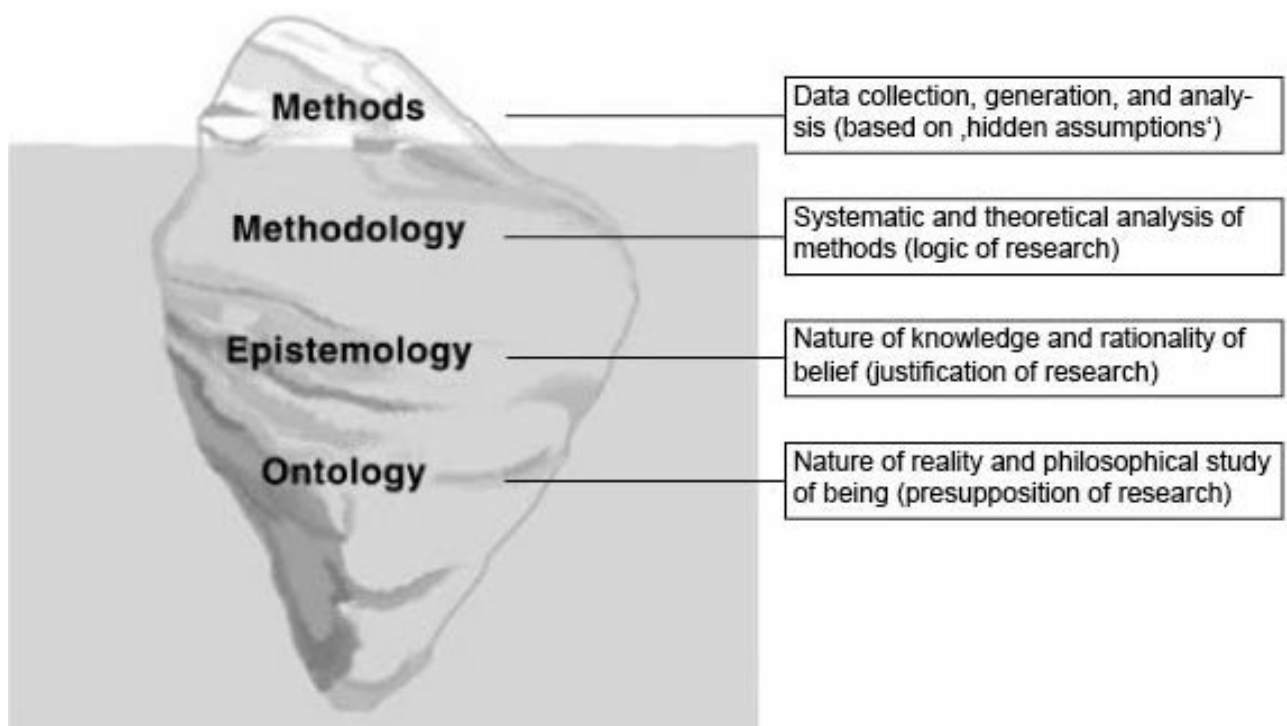 Methods
Data collection, generation, and analy-
sis (based on ‚hidden assumptions‘)
Methodology
Systematic and theoretical analysis of
methods (logic of research)
Epistemology
Nature of knowledge and rationality of
belief (justification of research)
Ontology
Nature of reality and philosophical study
of being (presupposition of research)